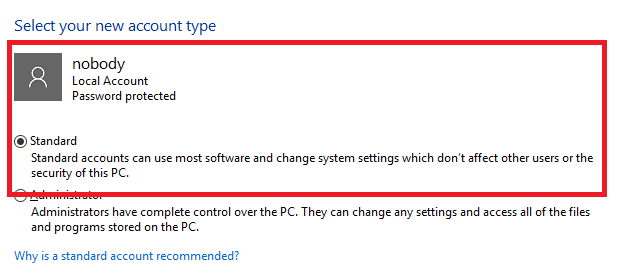 Select your new account type
nobody
Local Account
Password protected
Standard
Standard accounts can use most software and change system settings which don't affect other users or the
security of this PC.
Administrator
Administrators have complete control over the PC. They can change any settings and access all of the files
and programs stored on the PC.
Why is a standard account recommended?